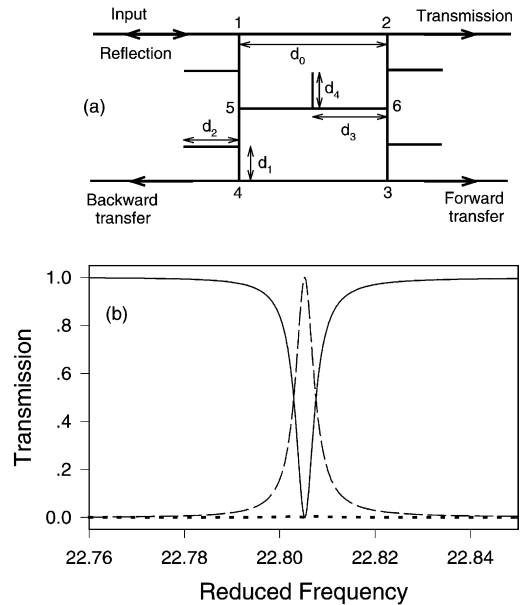 Input
1
2
Transmission
Reflection
d0
(a)
5
d4
6
d2
d3
d1
4
3
Backward
transfer
Forward
transfer
(b)
Transmission
1.0
.8
.6
.4
.2
0.0
22.76
22.78
22.80
22.82
22.84
Reduced Frequency